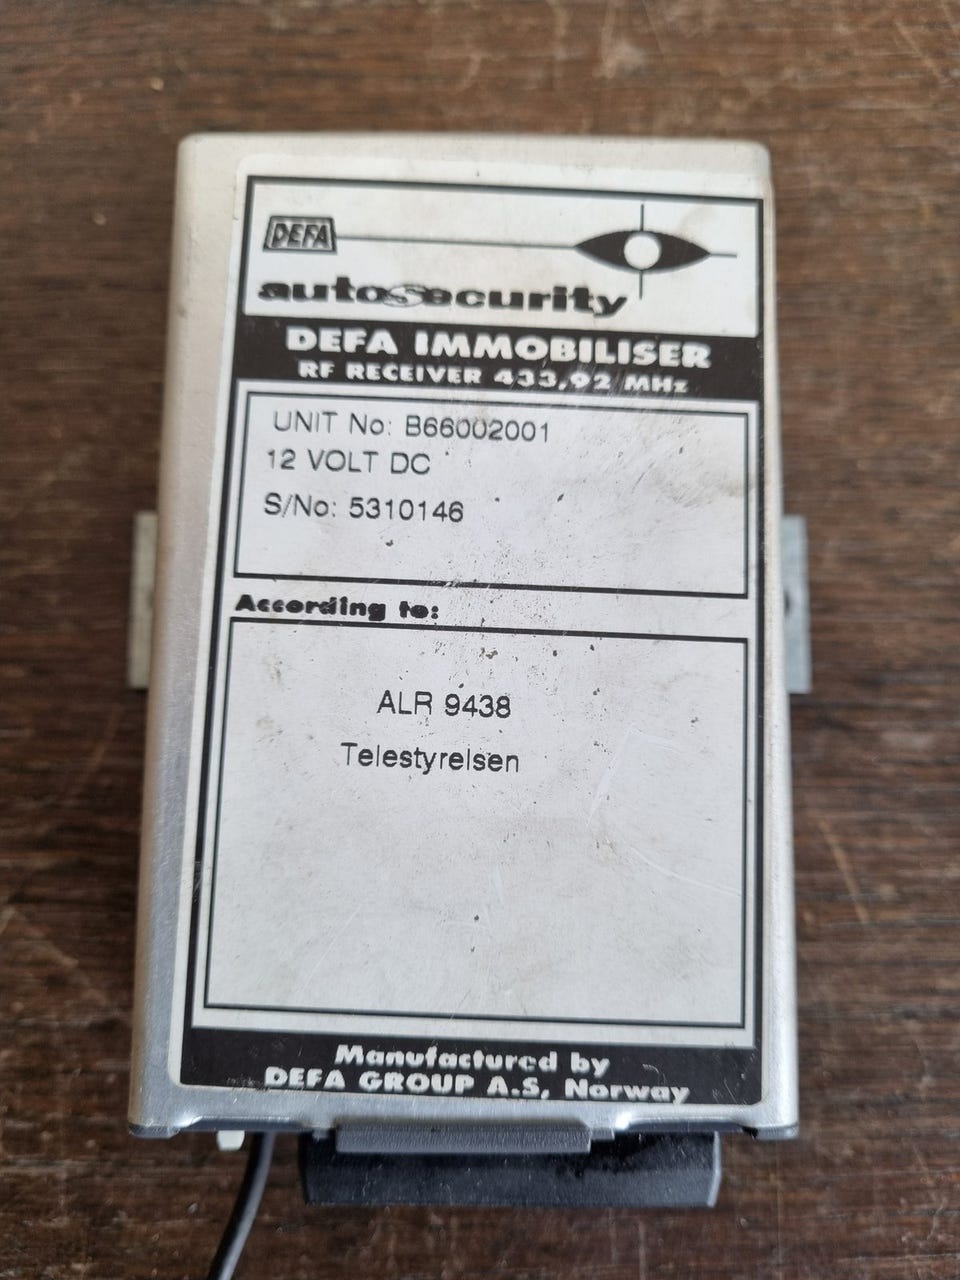 DEFA
autosecurity
DEFA IMMOBILISER
RF RECEIVER 433,92 MHz
UNIT No: B66002001
12 VOLT DC
S/No: 5310146
According to:
ALR 9438
Telestyrelsen
Manufactured by
DEFA GROUP A.S, Norway